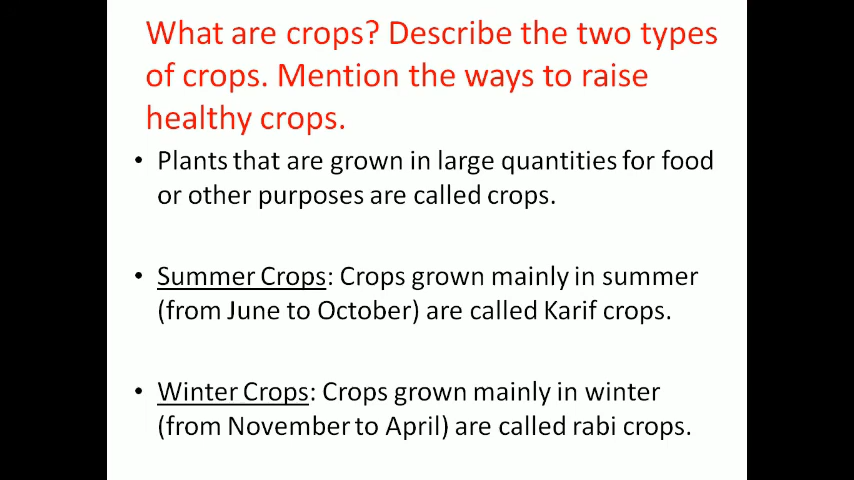 What are crops? Describe the two types
of crops. Mention the ways to raise
healthy crops.
• Plants that are grown in large quantities for food
or other purposes are called crops.
• Summer Crops: Crops grown mainly in summer
(from June to October) are called Karif crops.
• Winter Crops: Crops grown mainly in winter
(from November to April) are called rabi crops.